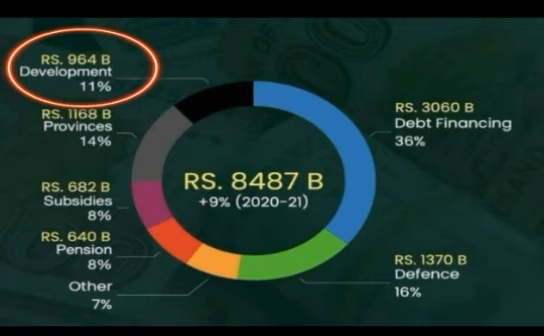 RS. 964 B
Development
11%
RS. 1168 B
Provinces
14%
RS. 682 B
Subsidies
8%
RS. 640 B
Pension
8%
Other
7%
RS. 8487 B
+9% (2020-21)
RS. 3060 B
Debt Financing
36%
RS. 1370 B
Defence
16%